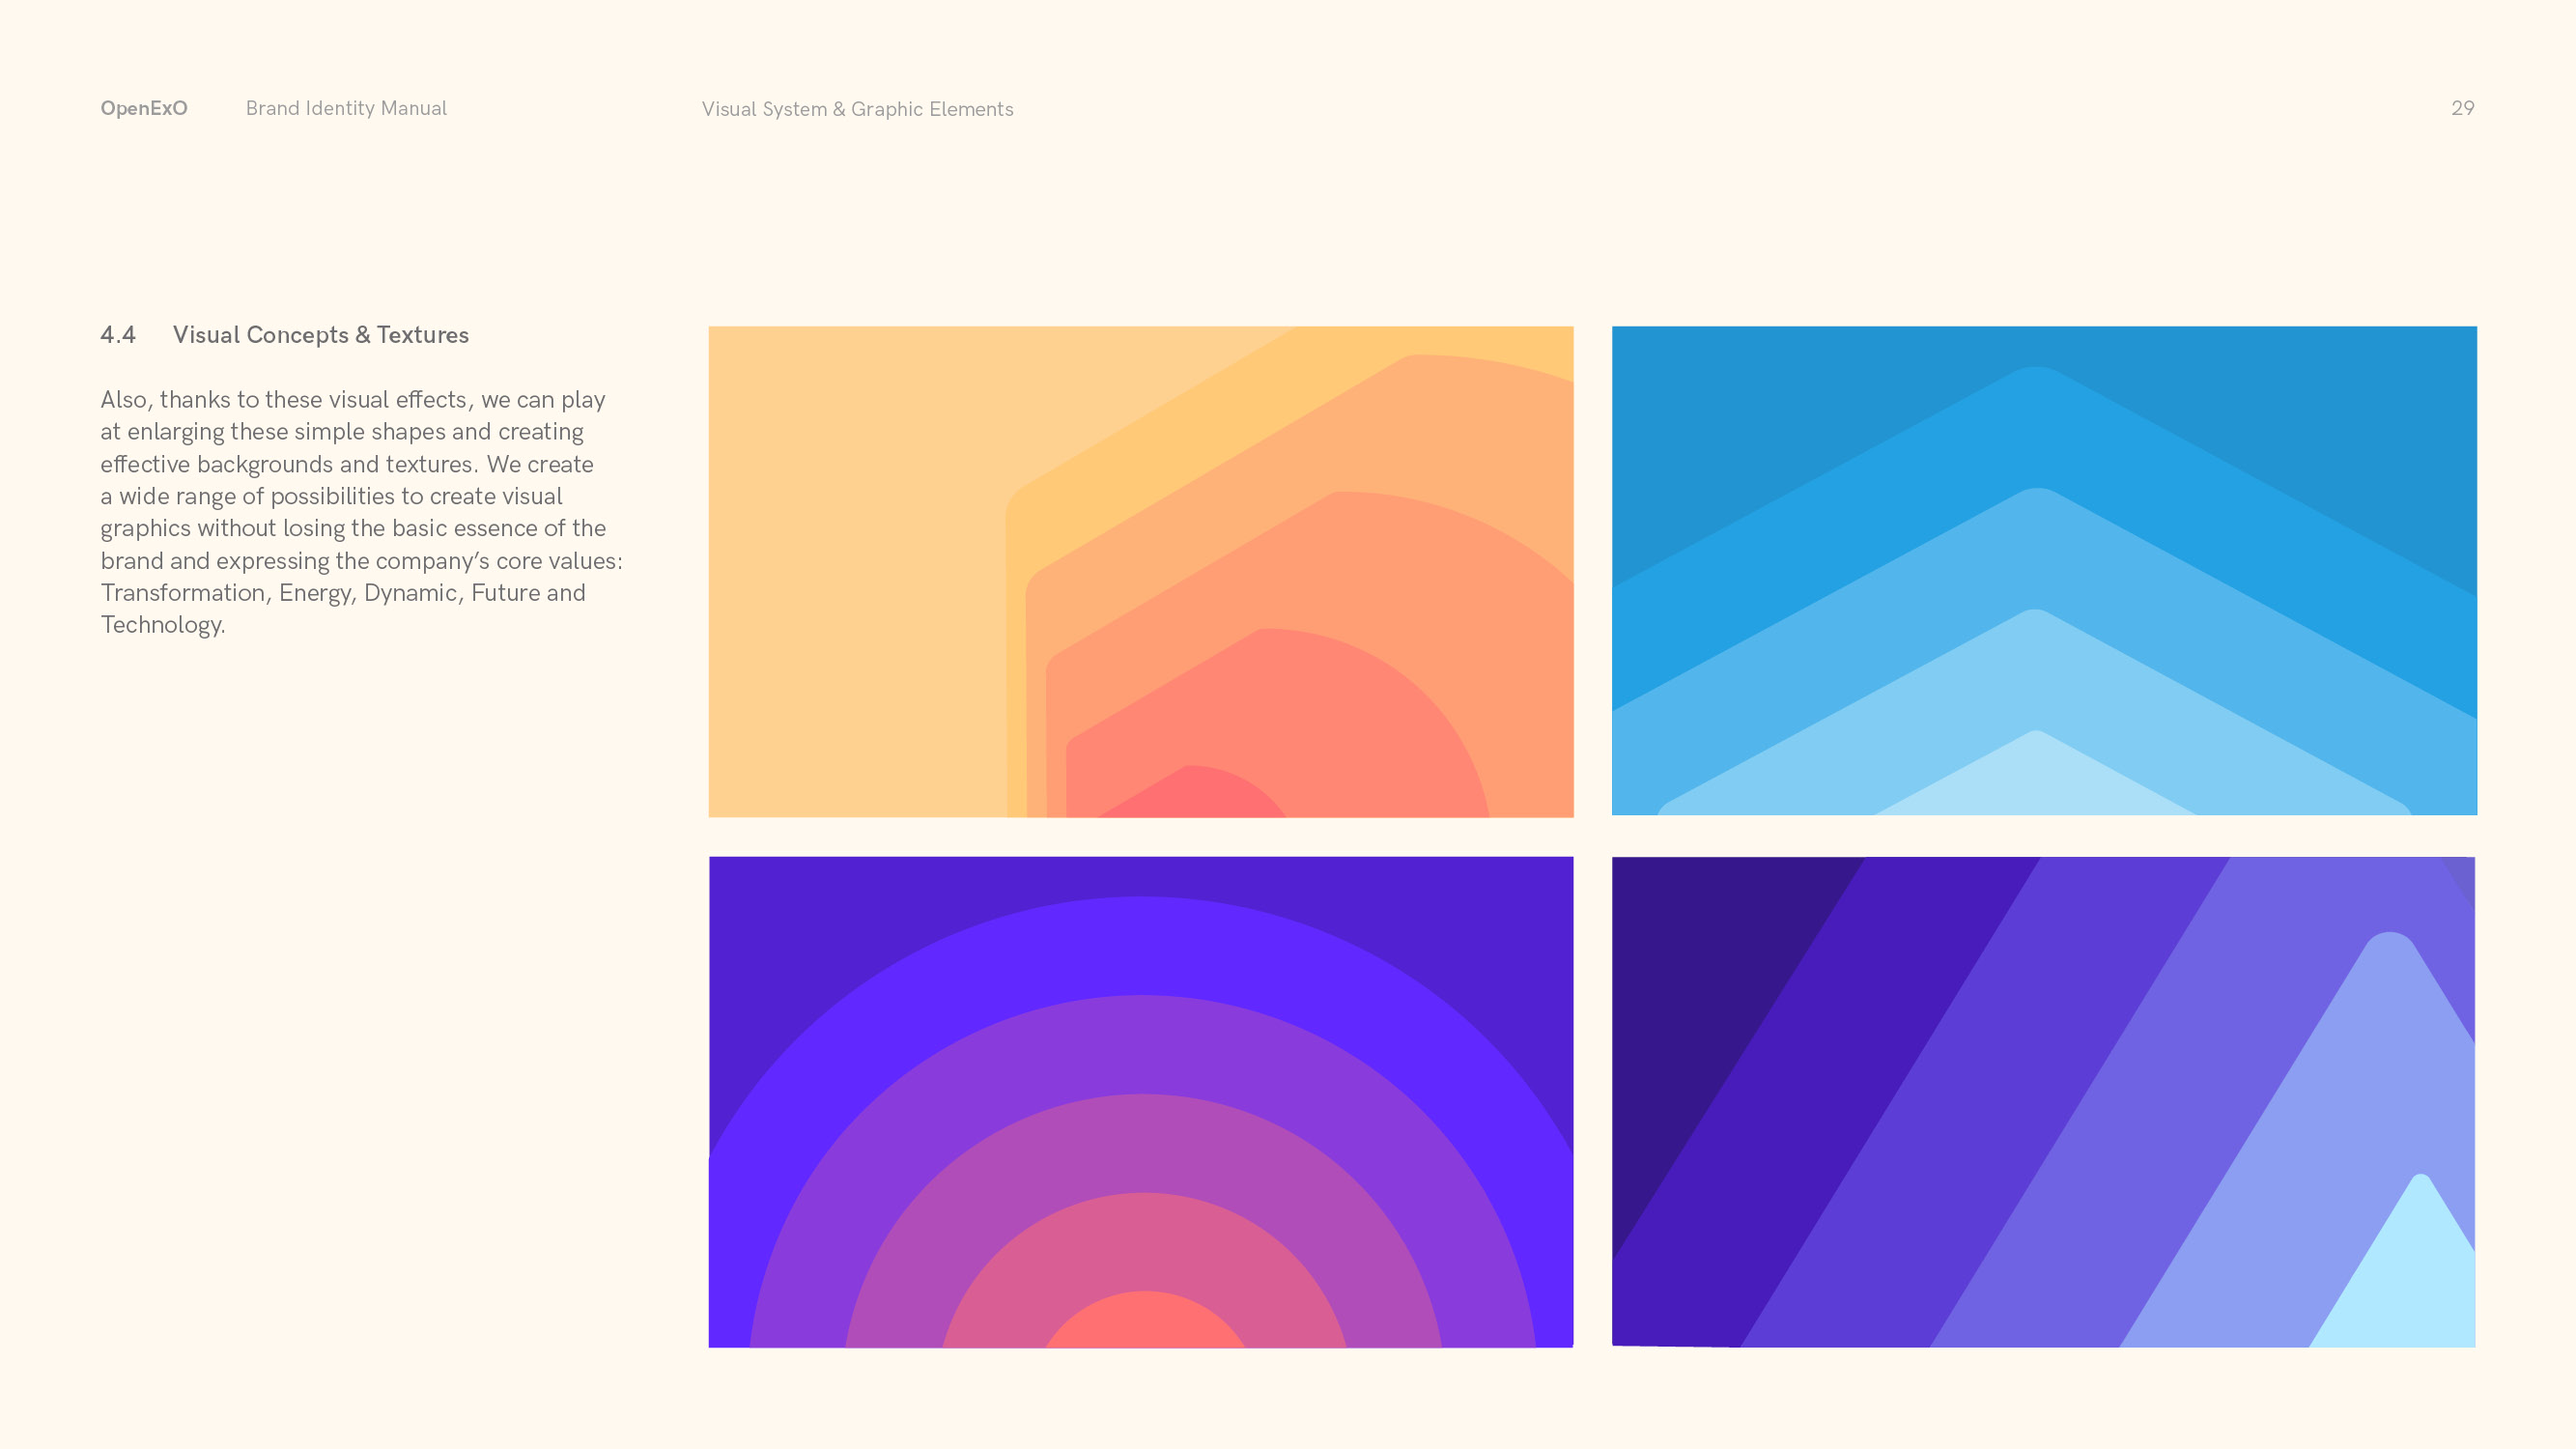 OpenExO Brand Identity Manual Visual System & Graphic Elements 29
4.4 Visual Concepts & Textures
Also, thanks to these visual effects, we can play
at enlarging these simple shapes and creating
effective backgrounds and textures. We create
a wide range of possibilities to create visual
graphics without losing the basic essence of the
brand and expressing the company’s core values:
Transformation, Energy, Dynamic, Future and
Technology.